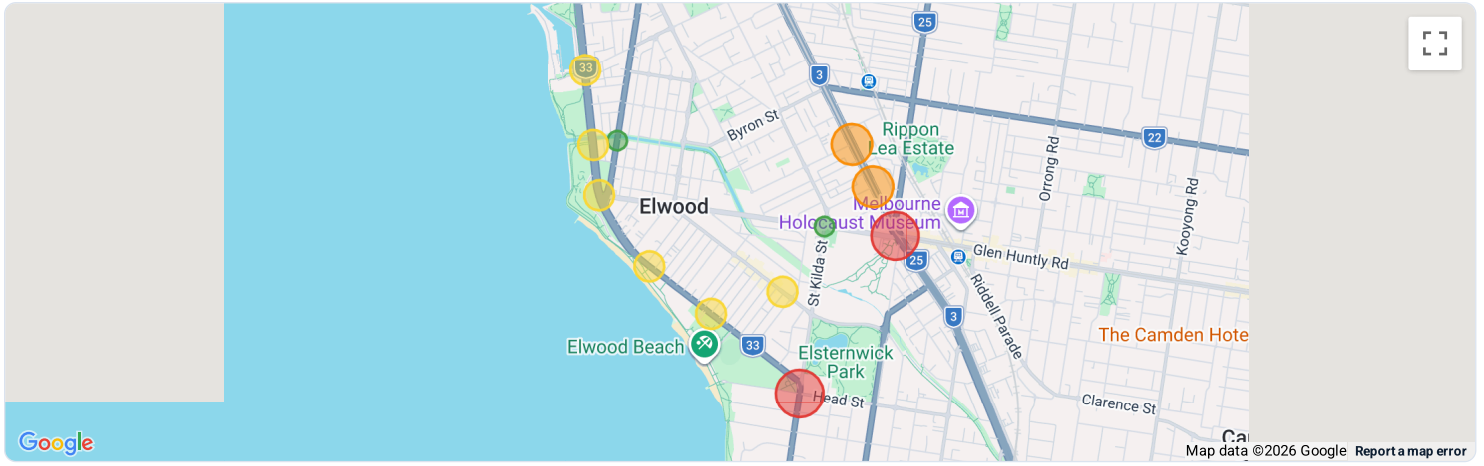 25
33
3
Byron St
Rippon
Lea Estate
22
Orrong Rd
Kooyong Rd
Elwood
Melbourne
Holocaust Museum
St Kilda St
25
Glen Huntly Rd
Riddell Parade
3
The Camden Hote
Elwood Beach
33
Elsternwick
Park
Head St
Clarence St
Ca
Google
Map data ©2026 Google
Report a map error